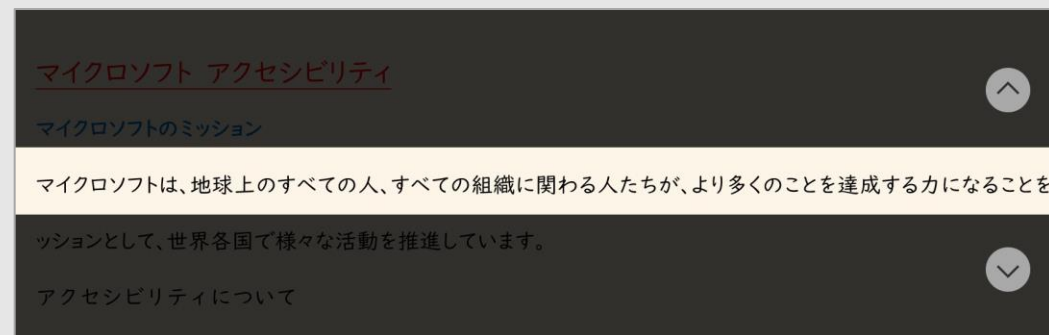 マイクロソフト アクセシビリティ
マイクロソフトのミッション
マイクロソフトは、地球上のすべての人、すべての組織に関わる人たちが、より多くのことを達成する力になることを
ッションとして、世界各国で様々な活動を推進しています。
アクセシビリティについて